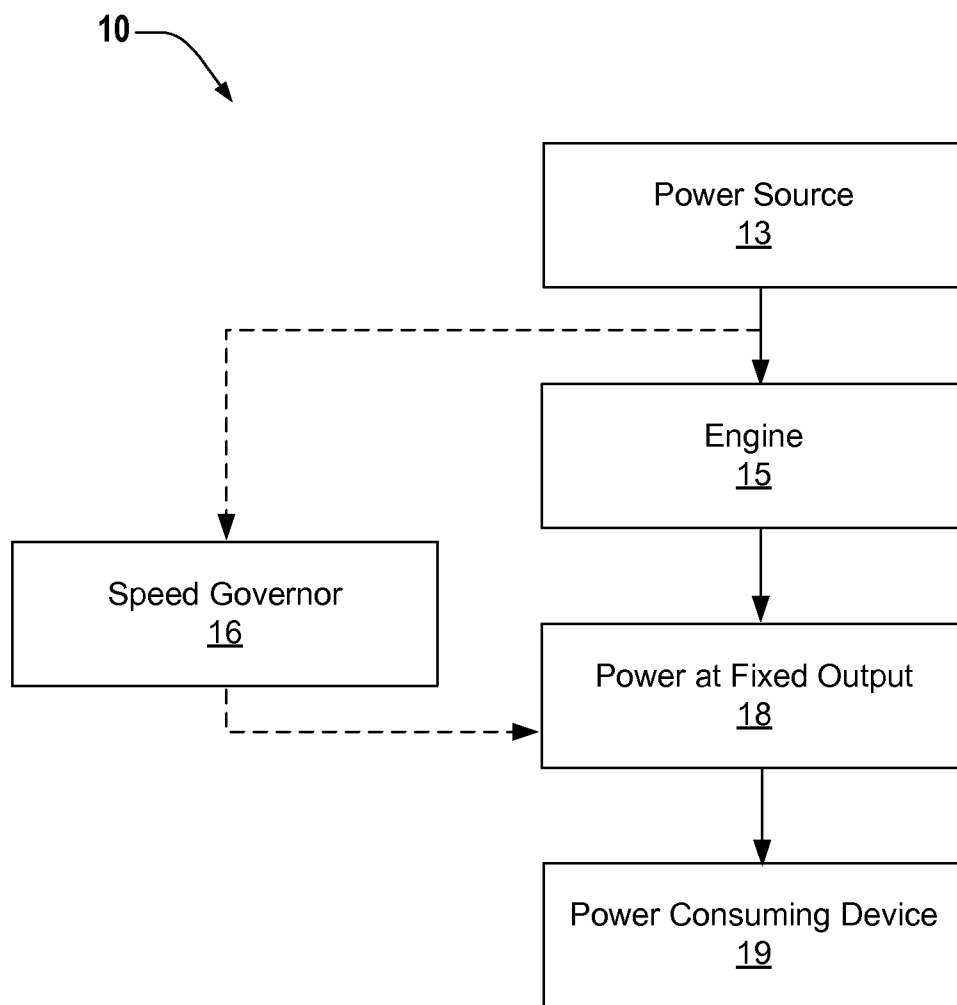 10
Power Source
13
Engine
15
Speed Governor
16
Power at Fixed Output
18
Power Consuming Device
19